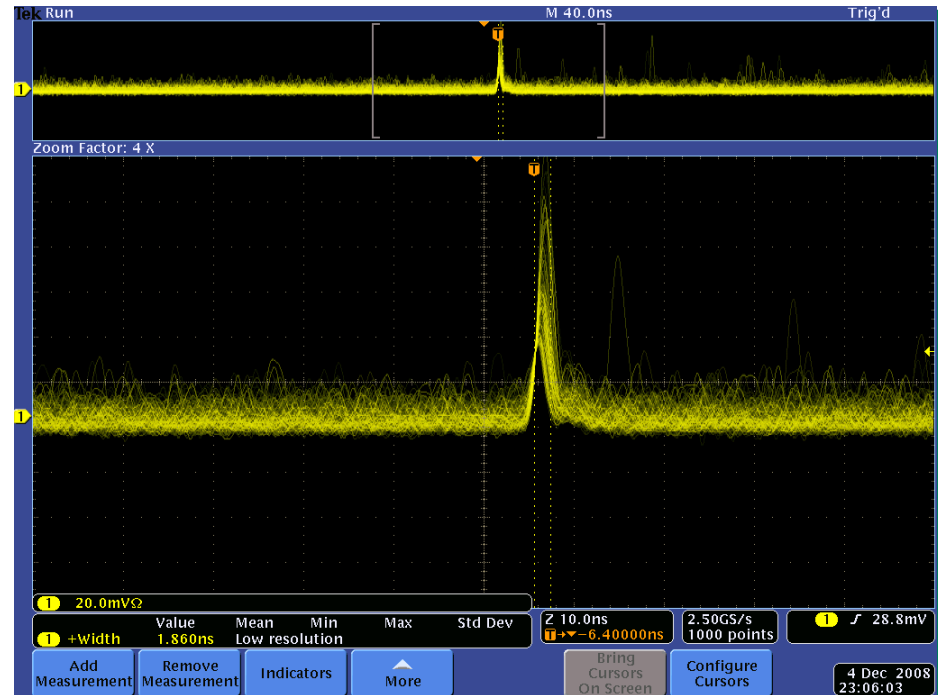 Tek Run M 40.0ns Trig'd
T
1
Zoom Factor: 4 X
T
1
1 20.0mVΩ
Value Mean Min Max Std Dev
1 +Width 1.860ns Low resolution
Z 10.0ns
T→▼−6.40000ns
2.50GS/s
1000 points
1 ∫ 28.8mV
Add
Measurement
Remove
Measurement
Indicators
More
Bring
Cursors
On Screen
Configure
Cursors
4 Dec 2008
23:06:03